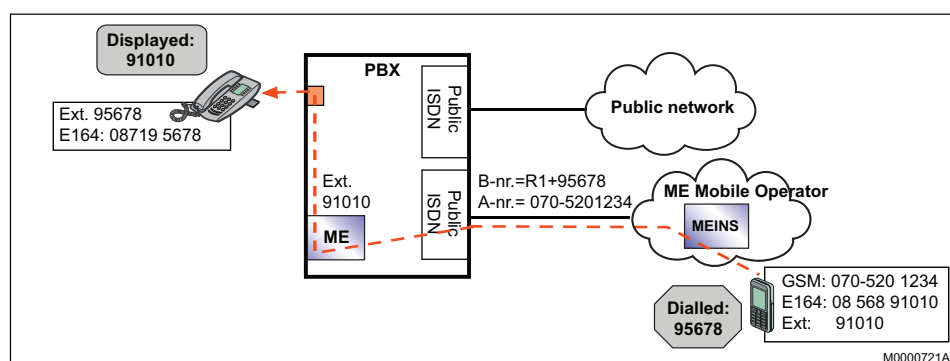 Displayed:
91010
Ext. 95678
E164: 08719 5678
PBX
Public
ISDN
Public
ISDN
Ext.
91010
ME
Public network
B-nr.=R1+95678
A-nr.= 070-5201234
ME Mobile Operator
MEINS
Dialled:
95678
GSM: 070-520 1234
E164: 08 568 91010
Ext: 91010
M0000721A